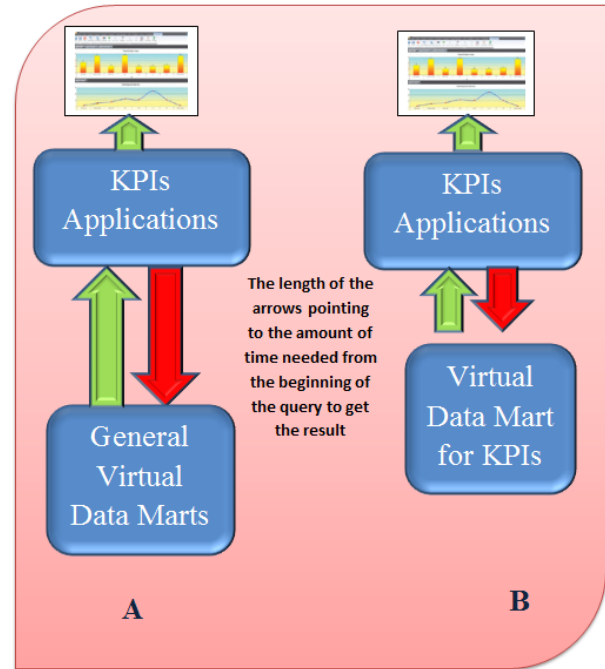 KPIs
Applications
General
Virtual
Data Marts
A
The length of the
arrows pointing
to the amount of
time needed from
the beginning of
the query to get
the result
KPIs
Applications
Virtual
Data Mart
for KPIs
B